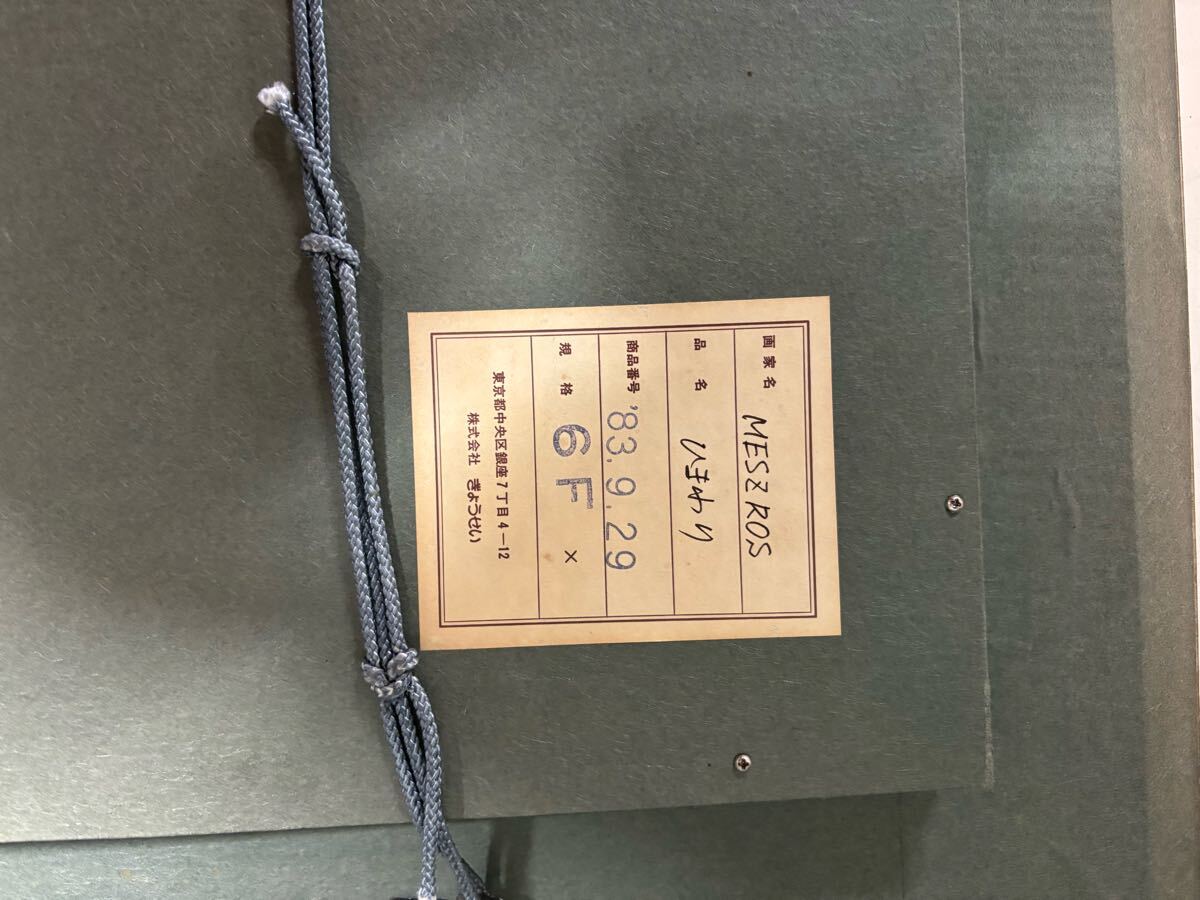 画家名 MESZROS
品名 ひまわり
商品番号 '83.9.29
規格 6F ×
東京都中央区銀座7丁目4-12
株式会社 ぎょうせい